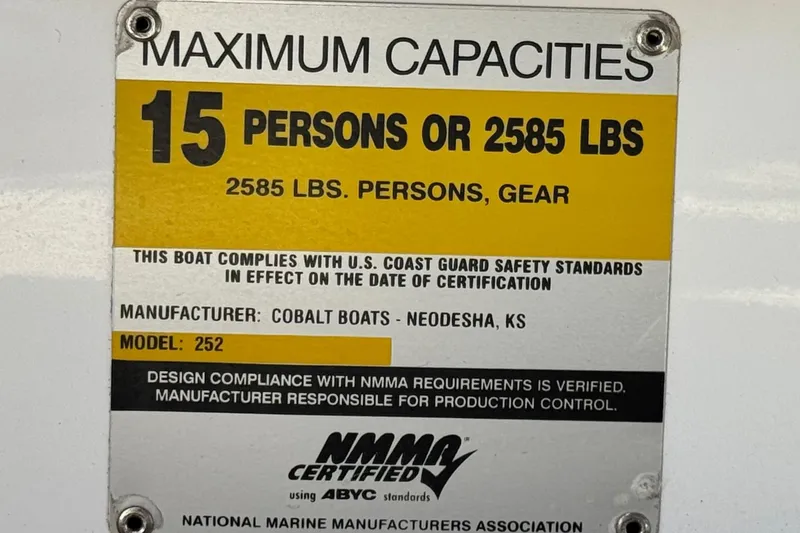 MAXIMUM CAPACITIES
15 PERSONS OR 2585 LBS
2585 LBS. PERSONS, GEAR
THIS BOAT COMPLIES WITH U.S. COAST GUARD SAFETY STANDARDS
IN EFFECT ON THE DATE OF CERTIFICATION
MANUFACTURER: COBALT BOATS - NEODESHA, KS
MODEL: 252
DESIGN COMPLIANCE WITH NMMA REQUIREMENTS IS VERIFIED.
MANUFACTURER RESPONSIBLE FOR PRODUCTION CONTROL.
NMMA®
CERTIFIED
using ABYC standards
NATIONAL MARINE MANUFACTURERS ASSOCIATION